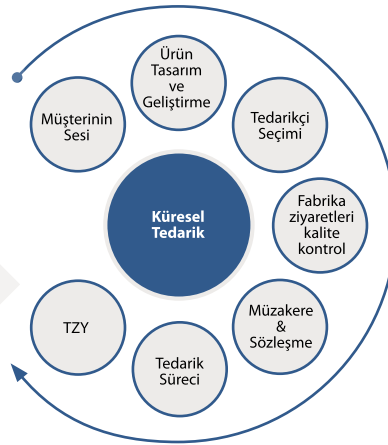 Müşterinin
Sesi
Ürün
Tasarım
ve
Geliştirme
Tedarikçi
Seçimi
Fabrika
ziyaretleri
kalite
kontrol
Müzakere
&
Sözleşme
Tedarik
Süreci
TZY
Küresel
Tedarik